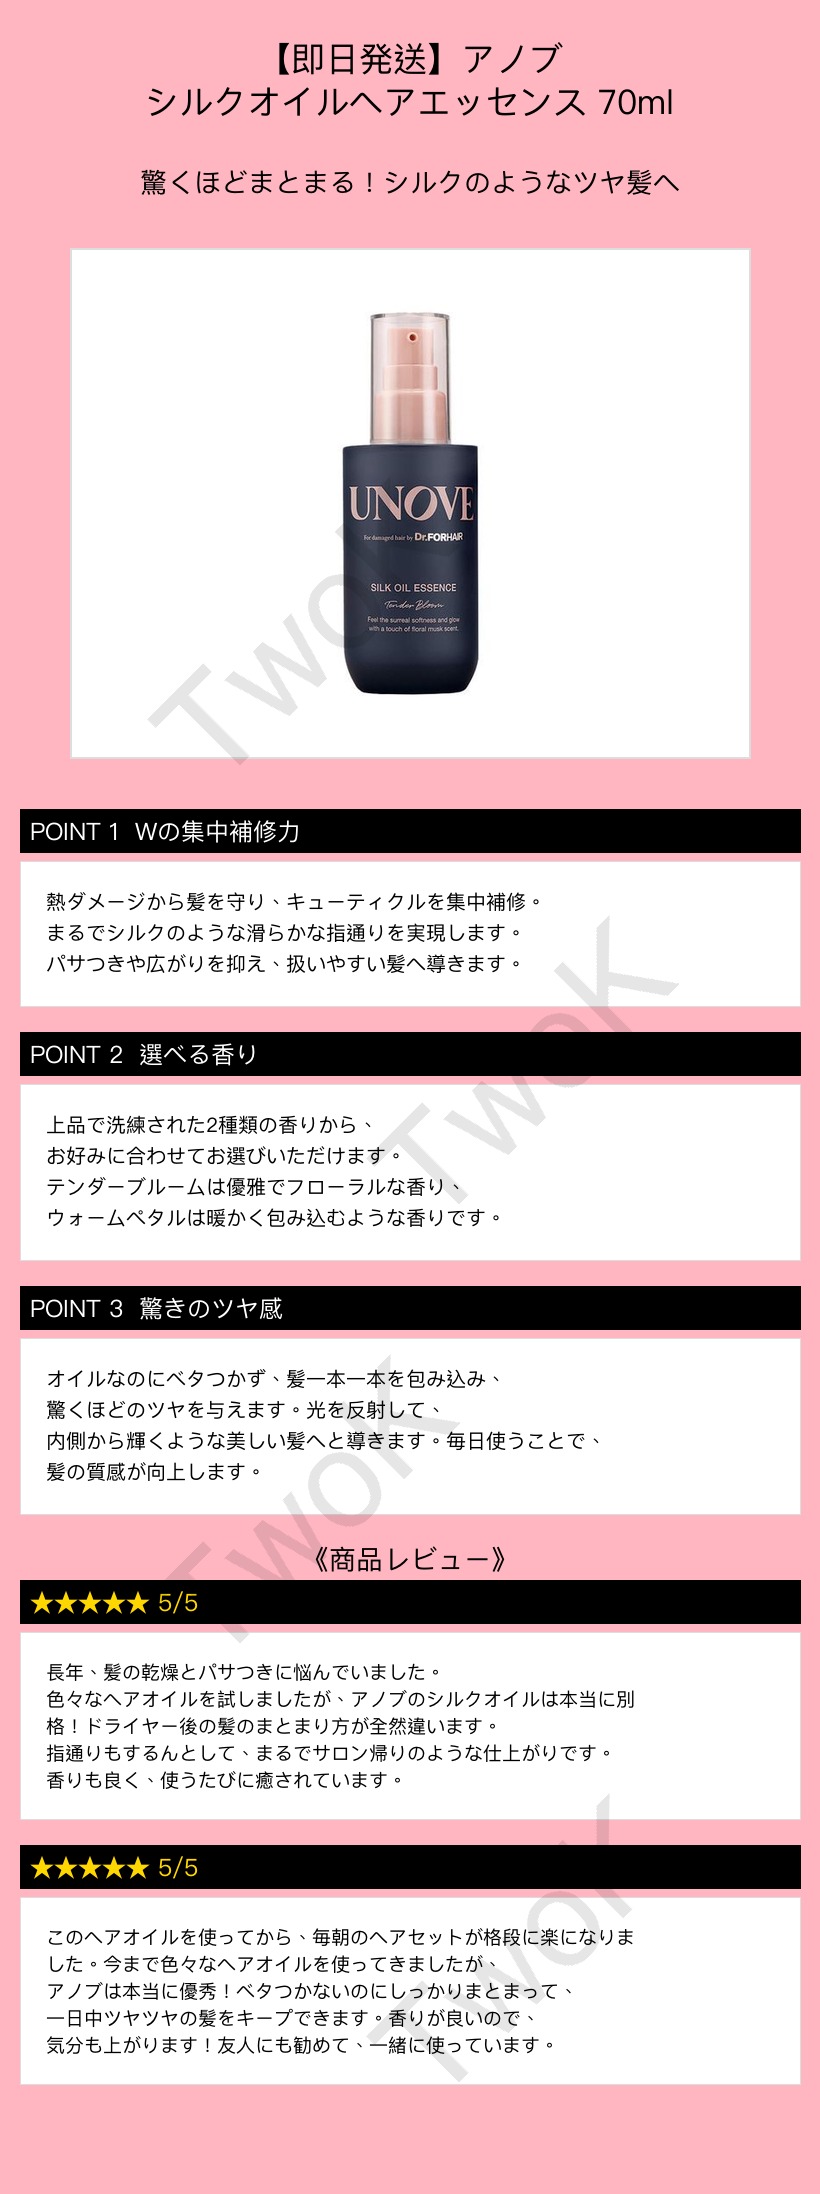 【即日発送】アノブ
シルクオイルヘアエッセンス 70ml
驚くほどまとまる！シルクのようなツヤ髪へ
UNOVE
For damaged hair by Dr.FORHAIR
SILK OIL ESSENCE
Tender Bloom
Feel the surreal softness and glow
with a touch of floral musk scent.
TwoK
POINT 1 Wの集中補修力
熱ダメージから髪を守り、キューティクルを集中補修。
まるでシルクのような滑らかな指通りを実現します。
パサつきや広がりを抑え、扱いやすい髪へ導きます。
TwoK
POINT 2 選べる香り
上品で洗練された2種類の香りから、
お好みに合わせてお選びいただけます。
テンダーブルームは優雅でフローラルな香り、
ウォームペタルは暖かく包み込むような香りです。
POINT 3 驚きのツヤ感
オイルなのにベタつかず、髪一本一本を包み込み、
驚くほどのツヤを与えます。光を反射して、
内側から輝くような美しい髪へと導きます。毎日使うことで、
髪の質感が向上します。
TwoK
《商品レビュー》
★★★★★ 5/5
長年、髪の乾燥とパサつきに悩んでいました。
色々なヘアオイルを試しましたが、アノブのシルクオイルは本当に別
格！ドライヤー後の髪のまとまり方が全然違います。
指通りもするんとして、まるでサロン帰りのような仕上がりです。
香りも良く、使うたびに癒されています。
★★★★★ 5/5
このヘアオイルを使ってから、毎朝のヘアセットが格段に楽になりま
した。今まで色々なヘアオイルを使ってきましたが、
アノブは本当に優秀！ベタつかないのにしっかりまとまって、
一日中ツヤツヤの髪をキープできます。香りが良いので、
気分も上がります！友人にも勧めて、一緒に使っています。
TwoK